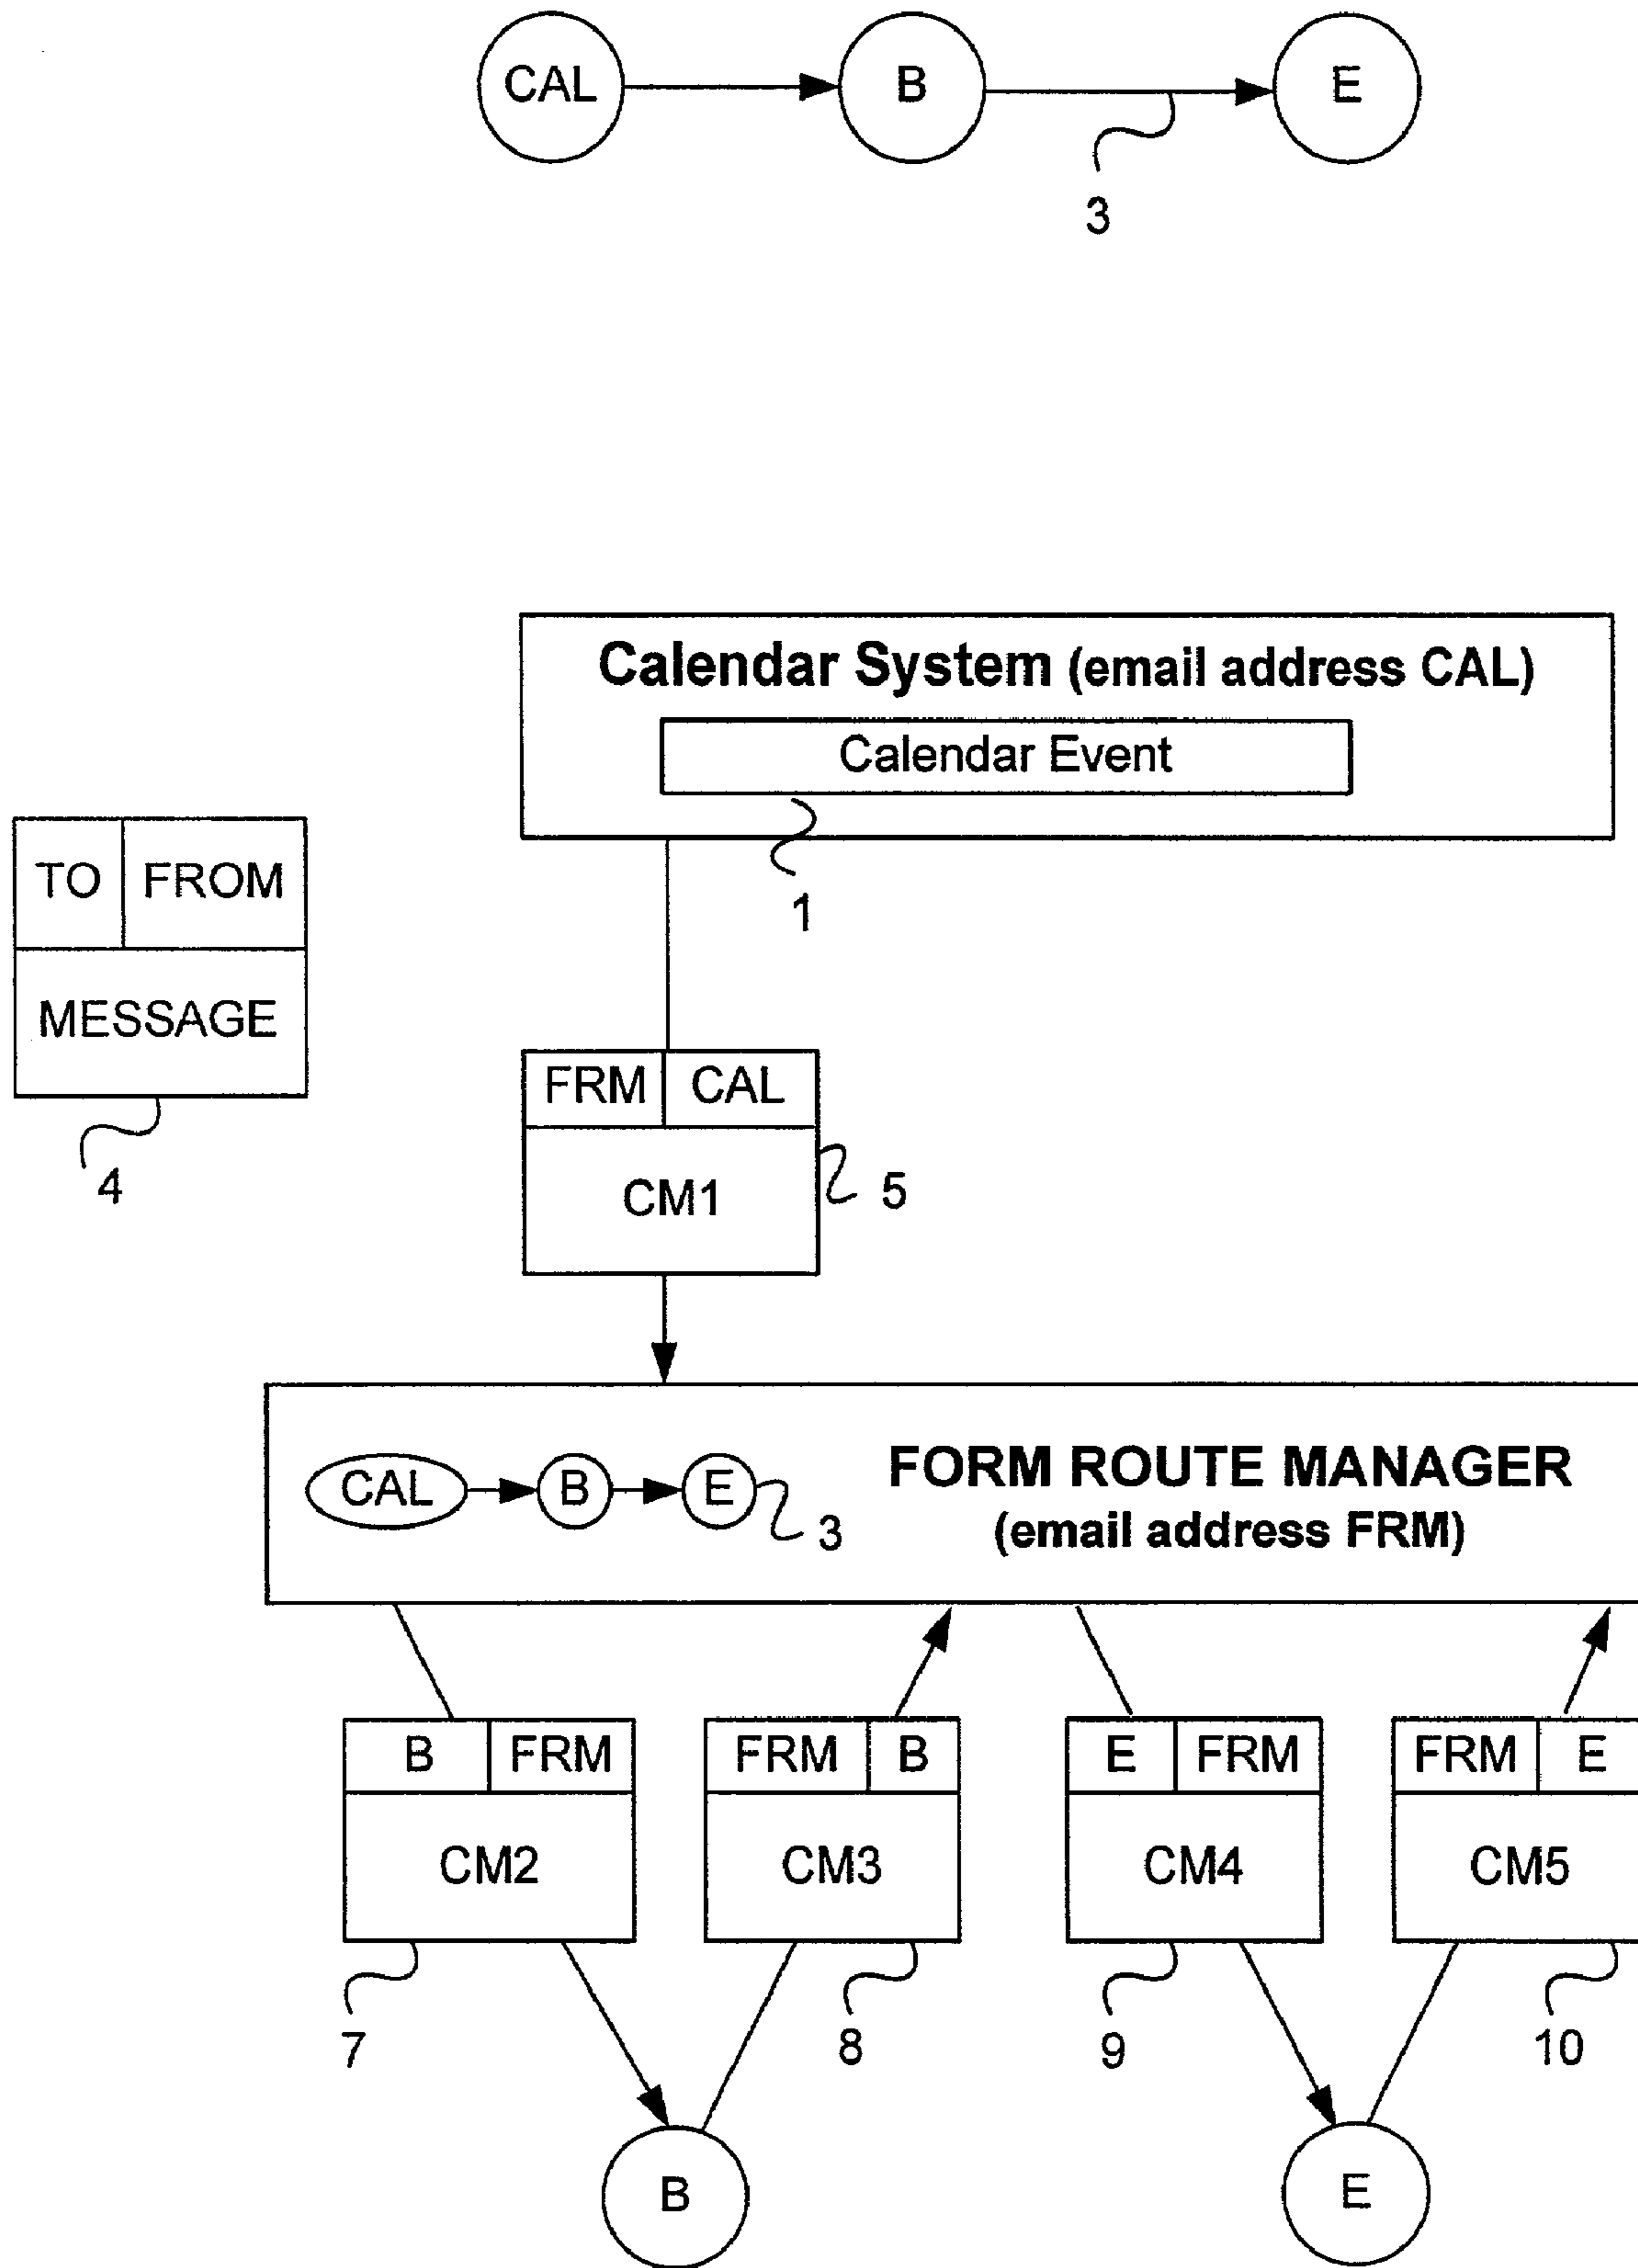 CAL B E
3
Calendar System (email address CAL)
Calendar Event
1
TO FROM
MESSAGE
4
FRM CAL
CM1
5
CAL B E
3
FORM ROUTE MANAGER
(email address FRM)
B FRM
CM2
7
FRM B
CM3
8
E FRM
CM4
9
FRM E
CM5
10
B
E